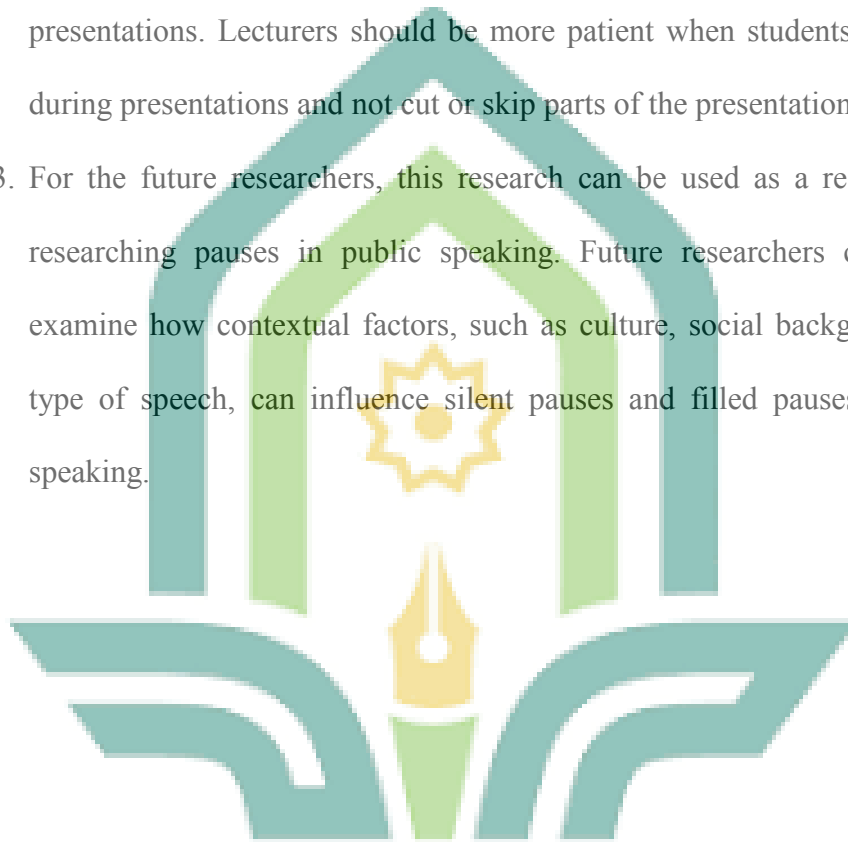 presentations. Lecturers should be more patient when students
during presentations and not cut or skip parts of the presentation
3. For the future researchers, this research can be used as a re
researching pauses in public speaking. Future researchers
examine how contextual factors, such as culture, social backg
type of speech, can influence silent pauses and filled pauses
speaking.